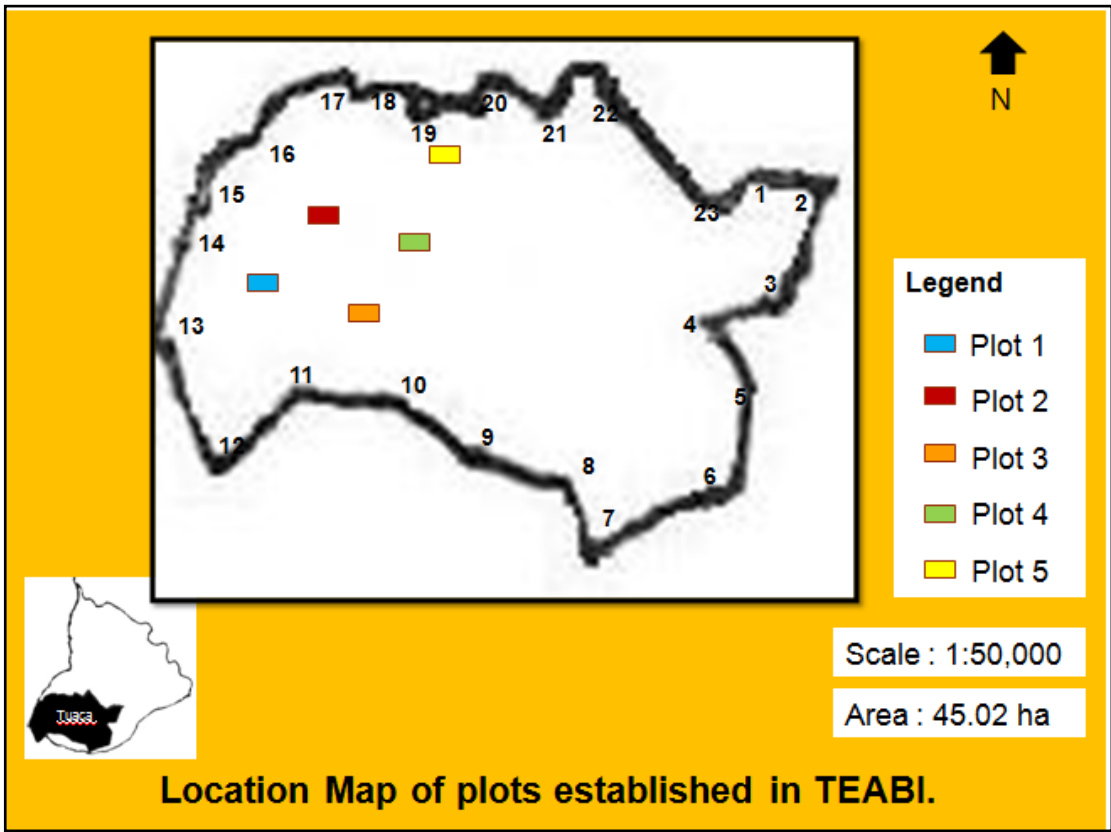 17
18
20
19
21
22
16
15
14
13
1
2
23
3
4
5
11
10
12
9
8
6
7
N
Legend
Plot 1
Plot 2
Plot 3
Plot 4
Plot 5
Scale : 1:50,000
Area : 45.02 ha
Tuaca
Location Map of plots established in TEABI.